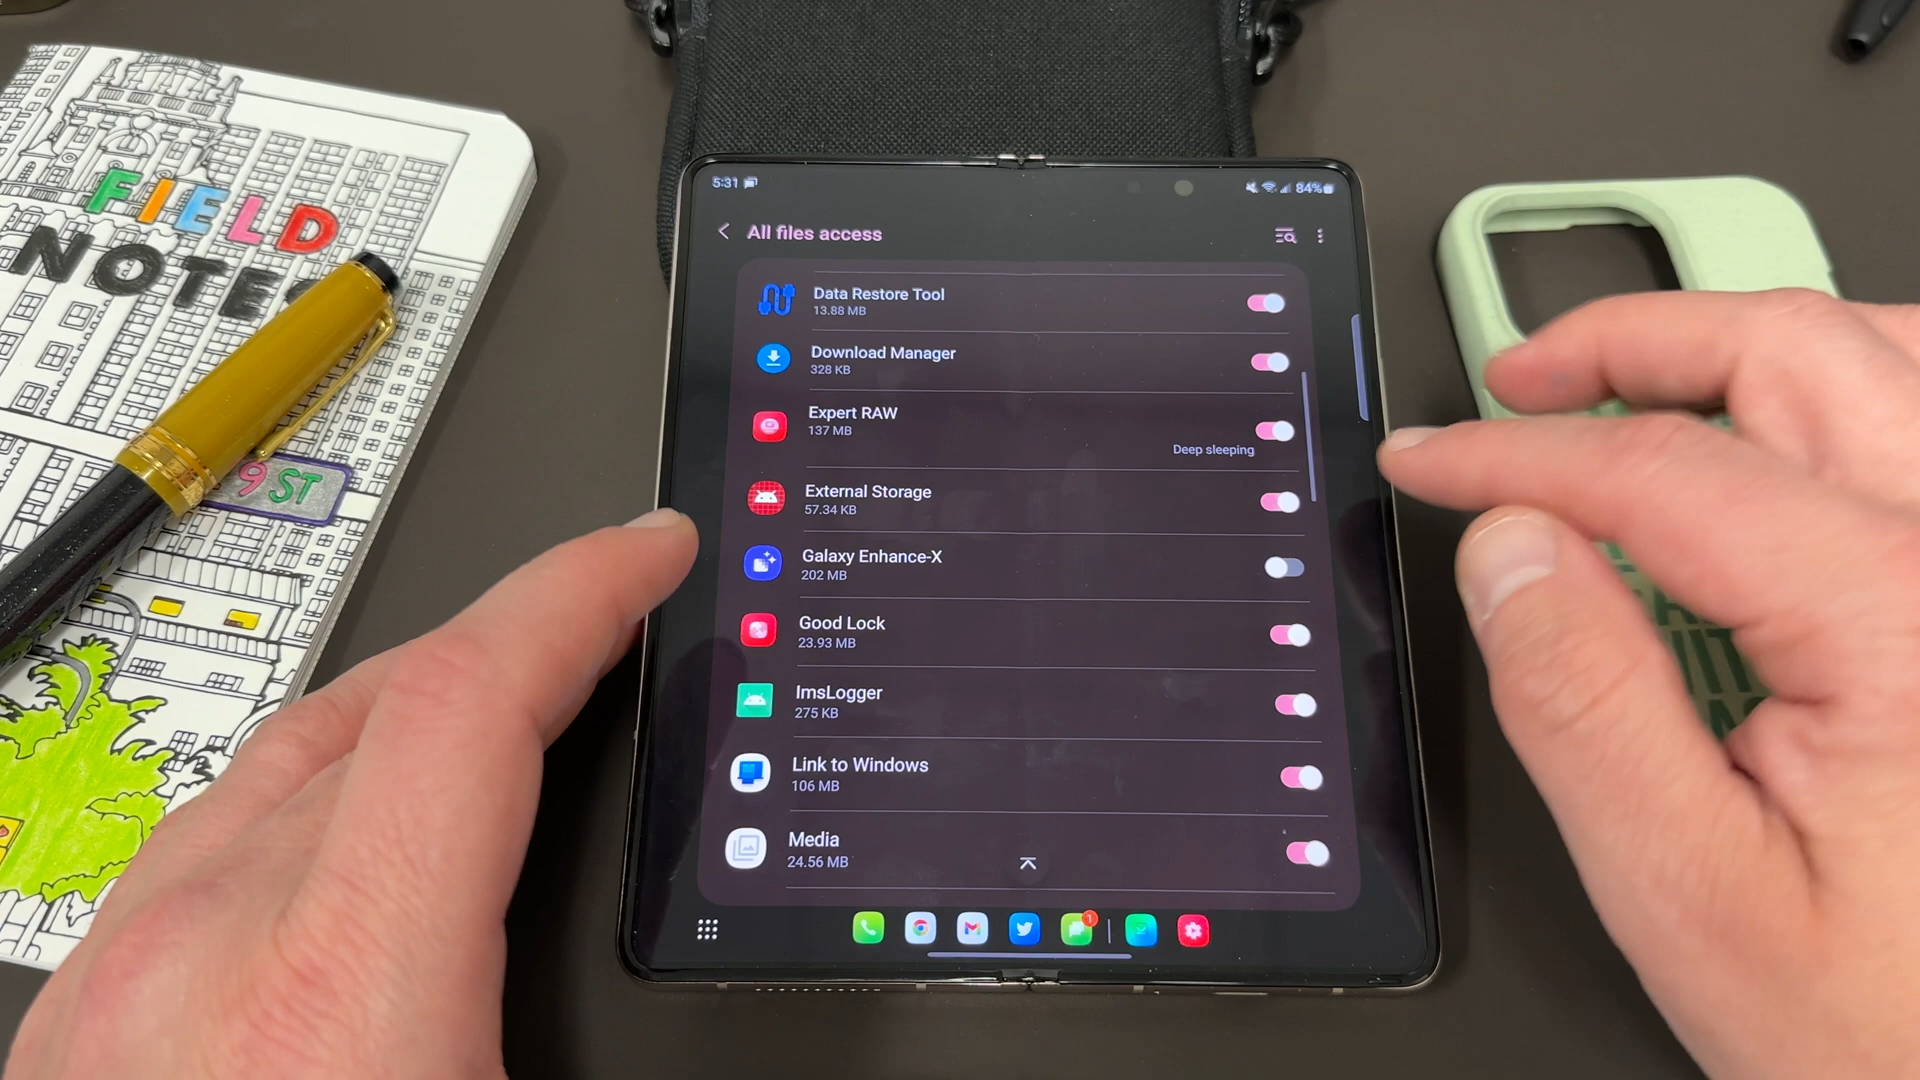 FIELD
NOTES
9 ST
5:31
84%
All files access
Data Restore Tool
13.88 MB
Download Manager
328 KB
Expert RAW
137 MB
Deep sleeping
External Storage
57.34 KB
Galaxy Enhance-X
202 MB
Good Lock
23.93 MB
ImsLogger
275 KB
Link to Windows
106 MB
Media
24.56 MB
1